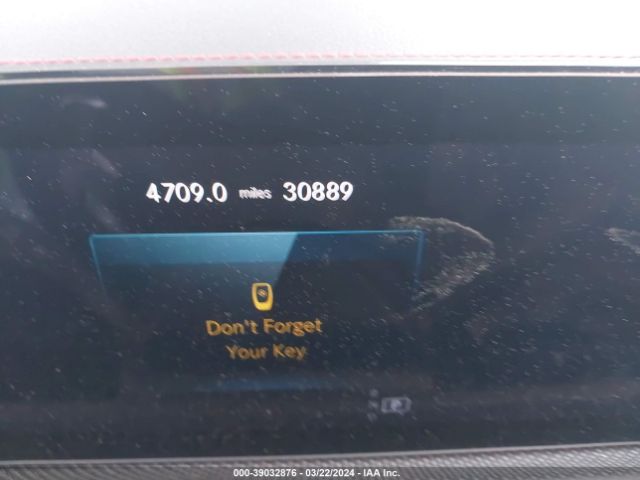 4709.0 miles 30889
Don't Forget
Your Key
000-39032876 - 03/22/2024 - IAA Inc.